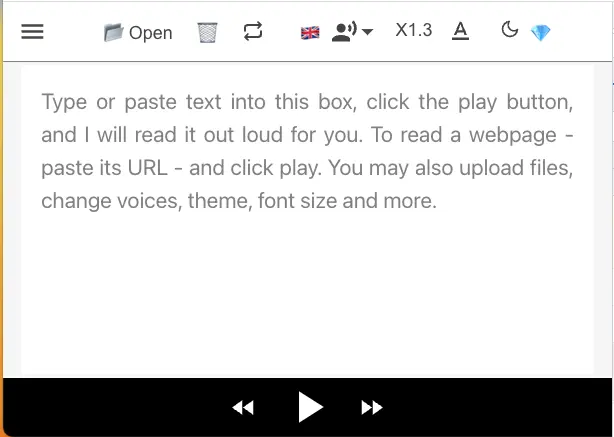 Open X1.3 A
Type or paste text into this box, click the play button,
and I will read it out loud for you. To read a webpage -
paste its URL - and click play. You may also upload files,
change voices, theme, font size and more.